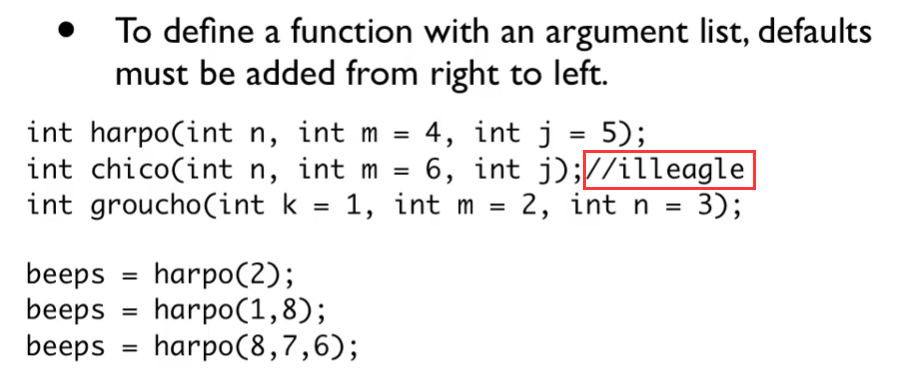 • To define a function with an argument list, defaults
must be added from right to left.
int harpo(int n, int m = 4, int j = 5);
int chico(int n, int m = 6, int j);//illeagle
int groucho(int k = 1, int m = 2, int n = 3);
beeps = harpo(2);
beeps = harpo(1,8);
beeps = harpo(8,7,6);